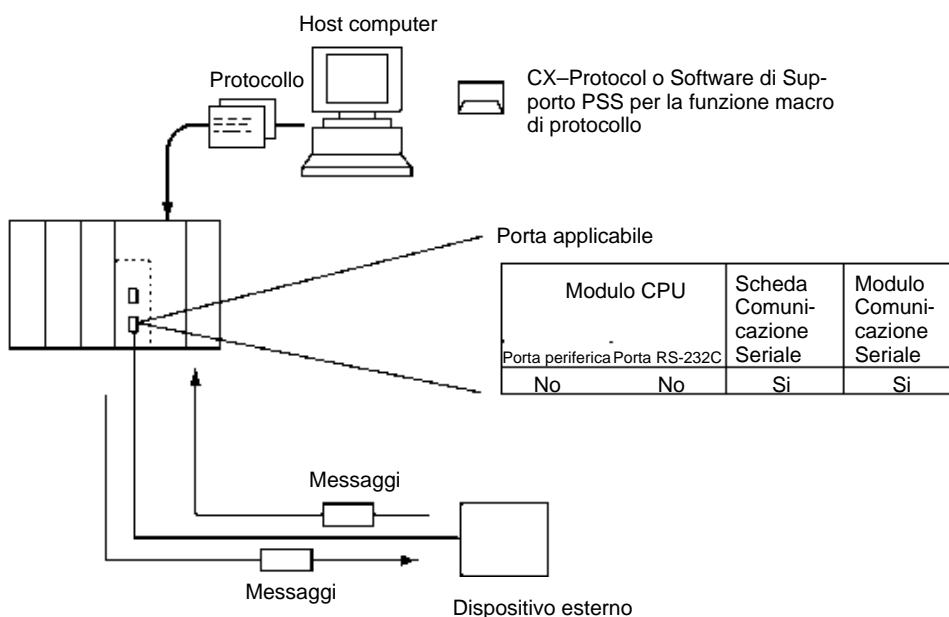 Host computer
Protocollo
CX–Protocol o Software di Sup-
porto PSS per la funzione macro
di protocollo
Porta applicabile
Modulo CPU
Scheda
Comuni-
cazione
Seriale
Modulo
Comuni-
cazione
Seriale
Porta periferica Porta RS-232C
No No Si Si
Messaggi
Messaggi
Dispositivo esterno